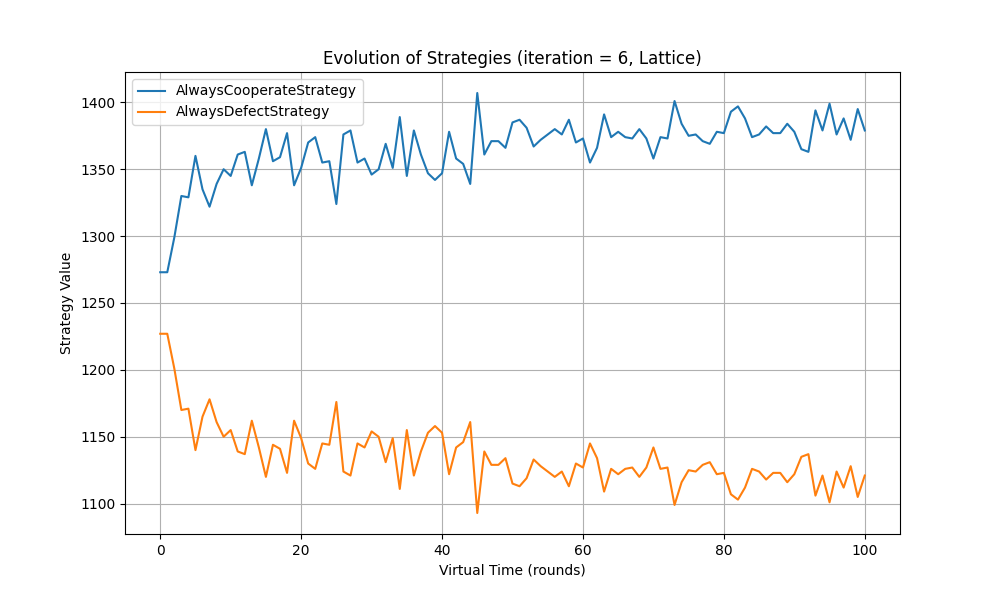 Evolution of Strategies (iteration = 6, Lattice)
AlwaysCooperateStrategy
AlwaysDefectStrategy
Strategy Value
1400
1350
1300
1250
1200
1150
1100
0 20 40 60 80 100
Virtual Time (rounds)